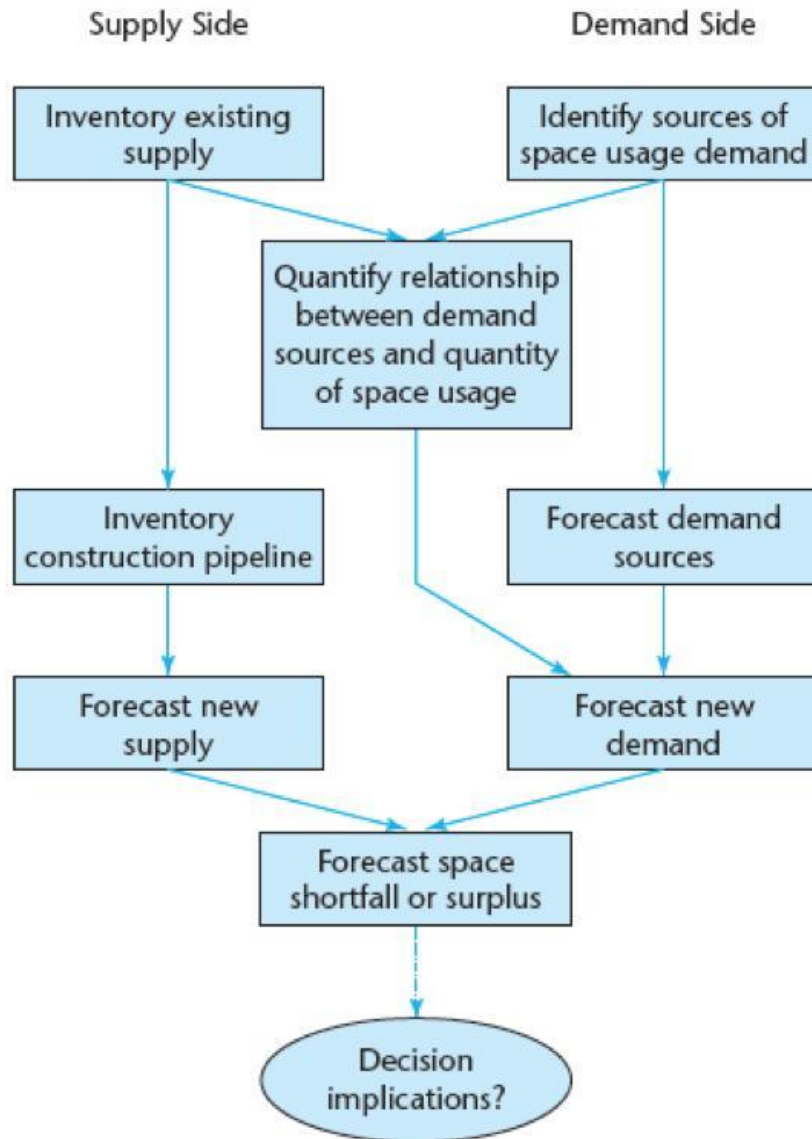 Supply Side
Demand Side
Inventory existing
supply
Identify sources of
space usage demand
Quantify relationship
between demand
sources and quantity
of space usage
Inventory
construction pipeline
Forecast demand
sources
Forecast new
supply
Forecast new
demand
Forecast space
shortfall or surplus
Decision
implications?